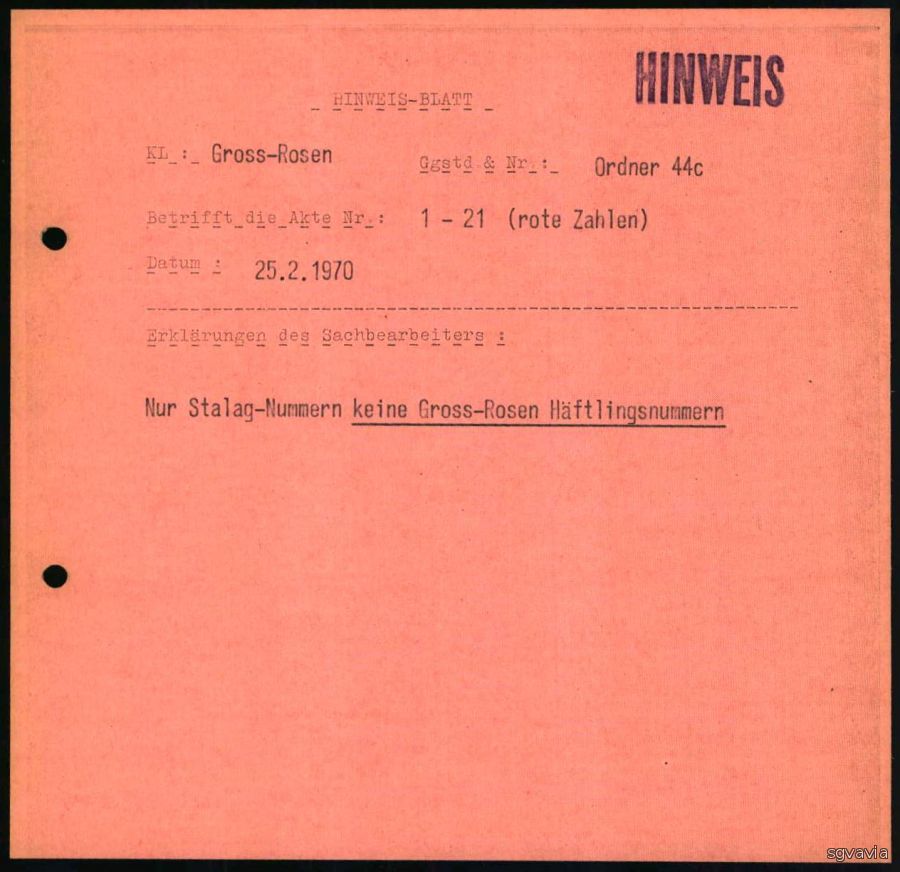 HINWEIS
HINWEIS-BLATT
KL : Gross-Rosen Ggstd & Nr.: Ordner 44c
Betrifft die Akte Nr.: 1 - 21 (rote Zahlen)
Datum : 25.2.1970
Erklärungen des Sachbearbeiters :
Nur Stalag-Nummern keine Gross-Rosen Häftlingsnummern
sgvavia